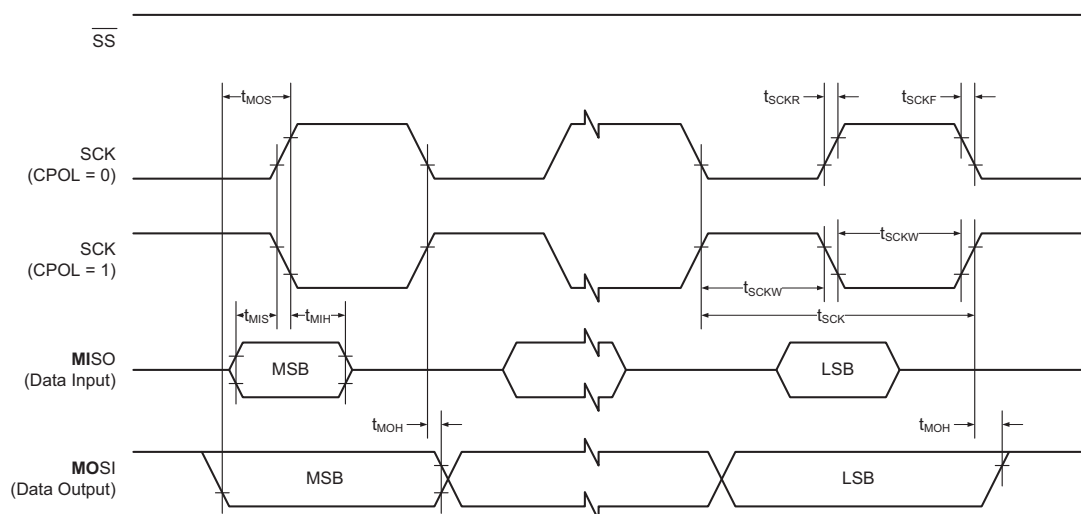 SS
tMOS
tSCKR
tSCKF
SCK
(CPOL = 0)
SCK
(CPOL = 1)
tSCKW
tSCKW
tMIS
tMIH
tSCK
MISO
(Data Input)
MSB
LSB
tMOH
tMOH
MOSI
(Data Output)
MSB
LSB